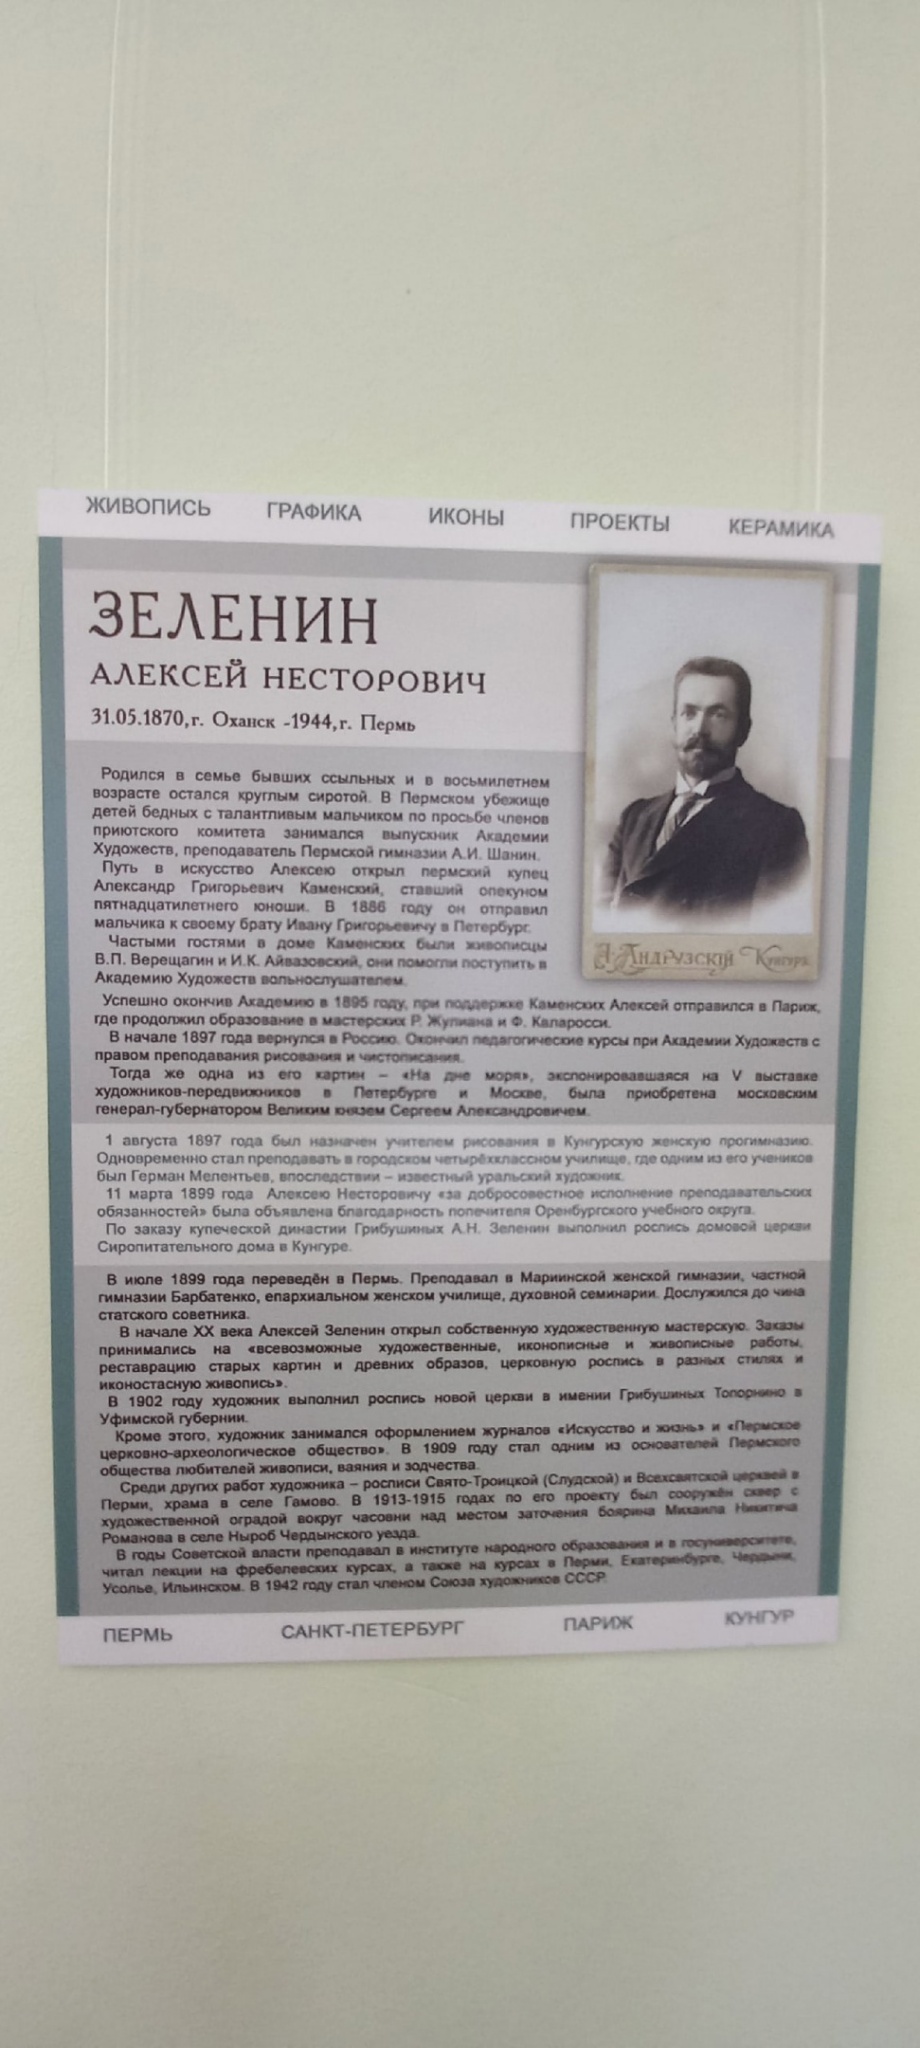 ЖИВОПИСЬ ГРАФИКА ИКОНЫ ПРОЕКТЫ КЕРАМИКА
ЗЕЛЕНИН
АЛЕКСЕЙ НЕСТОРОВИЧ
31.05.1870,г. Оханск -1944,г. Пермь
Родился в семье бывших ссыльных и в восьмилетнем
возрасте остался круглым сиротой. В Пермском убежище
детей бедных с талантливым мальчиком по просьбе членов
приютского комитета занимался выпускник Академии
Художеств, преподаватель Пермской гимназии А.И. Шанин.
Путь в искусство Алексею открыл пермский купец
Александр Григорьевич Каменский, ставший опекуном
пятнадцатилетнего юноши. В 1886 году он отправил
мальчика к своему брату Ивану Григорьевичу в Петербург.
Частыми гостями в доме Каменских были живописцы
В.П. Верещагин и И.К. Айвазовский, они помогли поступить в
Академию Художеств вольнослушателем.
А. Андрузскій Кунгуръ
Успешно окончив Академию в 1895 году, при поддержке Каменских Алексей отправился в Париж,
где продолжил образование в мастерских Р. Жулиана и Ф. Каларосси.
В начале 1897 года вернулся в Россию. Окончил педагогические курсы при Академии Художеств с
правом преподавания рисования и чистописания.
Тогда же одна из его картин – «На дне моря», экспонировавшаяся на V выставке
художников-передвижников в Петербурге и Москве, была приобретена московским
генерал-губернатором Великим князем Сергеем Александровичем.
1 августа 1897 года был назначен учителем рисования в Кунгурскую женскую прогимназию.
Одновременно стал преподавать в городском четырёхклассном училище, где одним из его учеников
был Герман Мелентьев, впоследствии – известный уральский художник.
11 марта 1899 года Алексею Несторовичу «за добросовестное исполнение преподавательских
обязанностей» была объявлена благодарность попечителя Оренбургского учебного округа.
По заказу купеческой династии Грибушиных А.Н. Зеленин выполнил роспись домовой церкви
Сиропитательного дома в Кунгуре.
В июле 1899 года переведён в Пермь. Преподавал в Мариинской женской гимназии, частной
гимназии Барбатенко, епархиальном женском училище, духовной семинарии. Дослужился до чина
статского советника.
В начале XX века Алексей Зеленин открыл собственную художественную мастерскую. Заказы
принимались на «всевозможные художественные, иконописные и живописные работы,
реставрацию старых картин и древних образов, церковную роспись в разных стилях и
иконостасную живопись».
В 1902 году художник выполнил роспись новой церкви в имении Грибушиных Топорнино в
Уфимской губернии.
Кроме этого, художник занимался оформлением журналов «Искусство и жизнь» и «Пермское
церковно-археологическое общество». В 1909 году стал одним из основателей Пермского
общества любителей живописи, ваяния и зодчества.
Среди других работ художника – росписи Свято-Троицкой (Слудской) и Всехсвятской церквей в
Перми, храма в селе Гамово. В 1913-1915 годах по его проекту был сооружён сквер с
художественной оградой вокруг часовни над местом заточения боярина Михаила Никитича
Романова в селе Ныроб Чердынского уезда.
В годы Советской власти преподавал в институте народного образования и в госуниверситете,
читал лекции на фребелевских курсах, а также на курсах в Перми, Екатеринбурге, Чердыни,
Усолье, Ильинском. В 1942 году стал членом Союза художников СССР.
ПЕРМЬ САНКТ-ПЕТЕРБУРГ ПАРИЖ КУНГУР